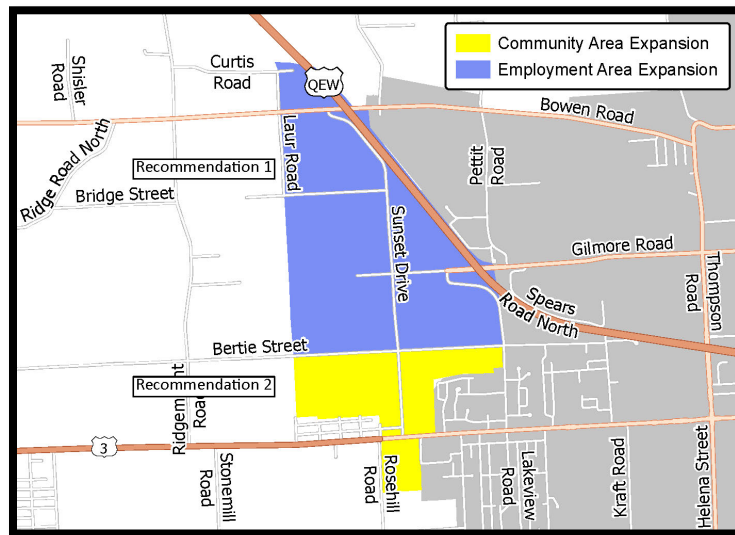 Community Area Expansion
Employment Area Expansion
Shisler
Road
Curtis
Road
QEW
Bowen Road
Ridge Road North
Recommendation 1
Laur Road
Pettit
Road
Bridge Street
Sunset Drive
Gilmore Road
Thompson
Road
Spears
Road North
Bertie Street
Recommendation 2
Ridgemount
Road
3
Stonemill
Road
Rosehill
Road
Lakeview
Road
Kraft Road
Helena Street